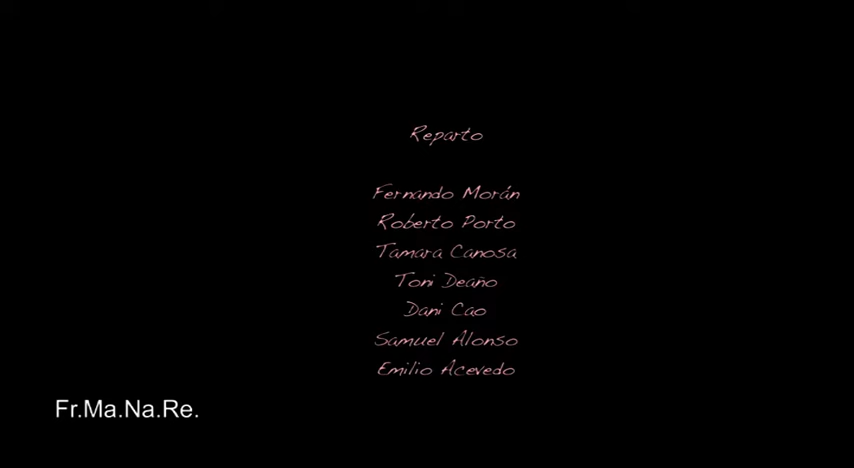 Reparto
Fernando Morán
Roberto Porto
Tamara Canosa
Toni Deaño
Dani Cao
Samuel Alonso
Emilio Acevedo
Fr.Ma.Na.Re.